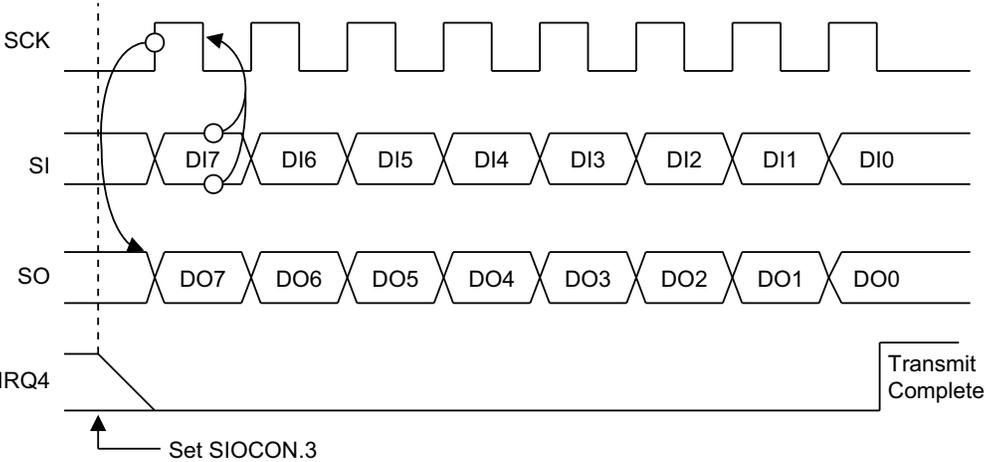 SCK
SI
DI7 DI6 DI5 DI4 DI3 DI2 DI1 DI0
SO
DO7 DO6 DO5 DO4 DO3 DO2 DO1 DO0
IRQ4
Transmit
Complete
Set SIOCON.3